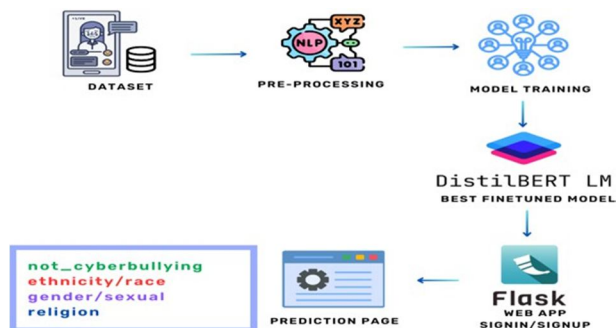 DATASET
NLP
XYZ
101
PRE-PROCESSING
MODEL TRAINING
DistilBERT LM
BEST FINETUNED MODEL
Flask
WEB APP
SIGNIN/SIGNUP
PREDICTION PAGE
not_cyberbullying
ethnicity/race
gender/sexual
religion